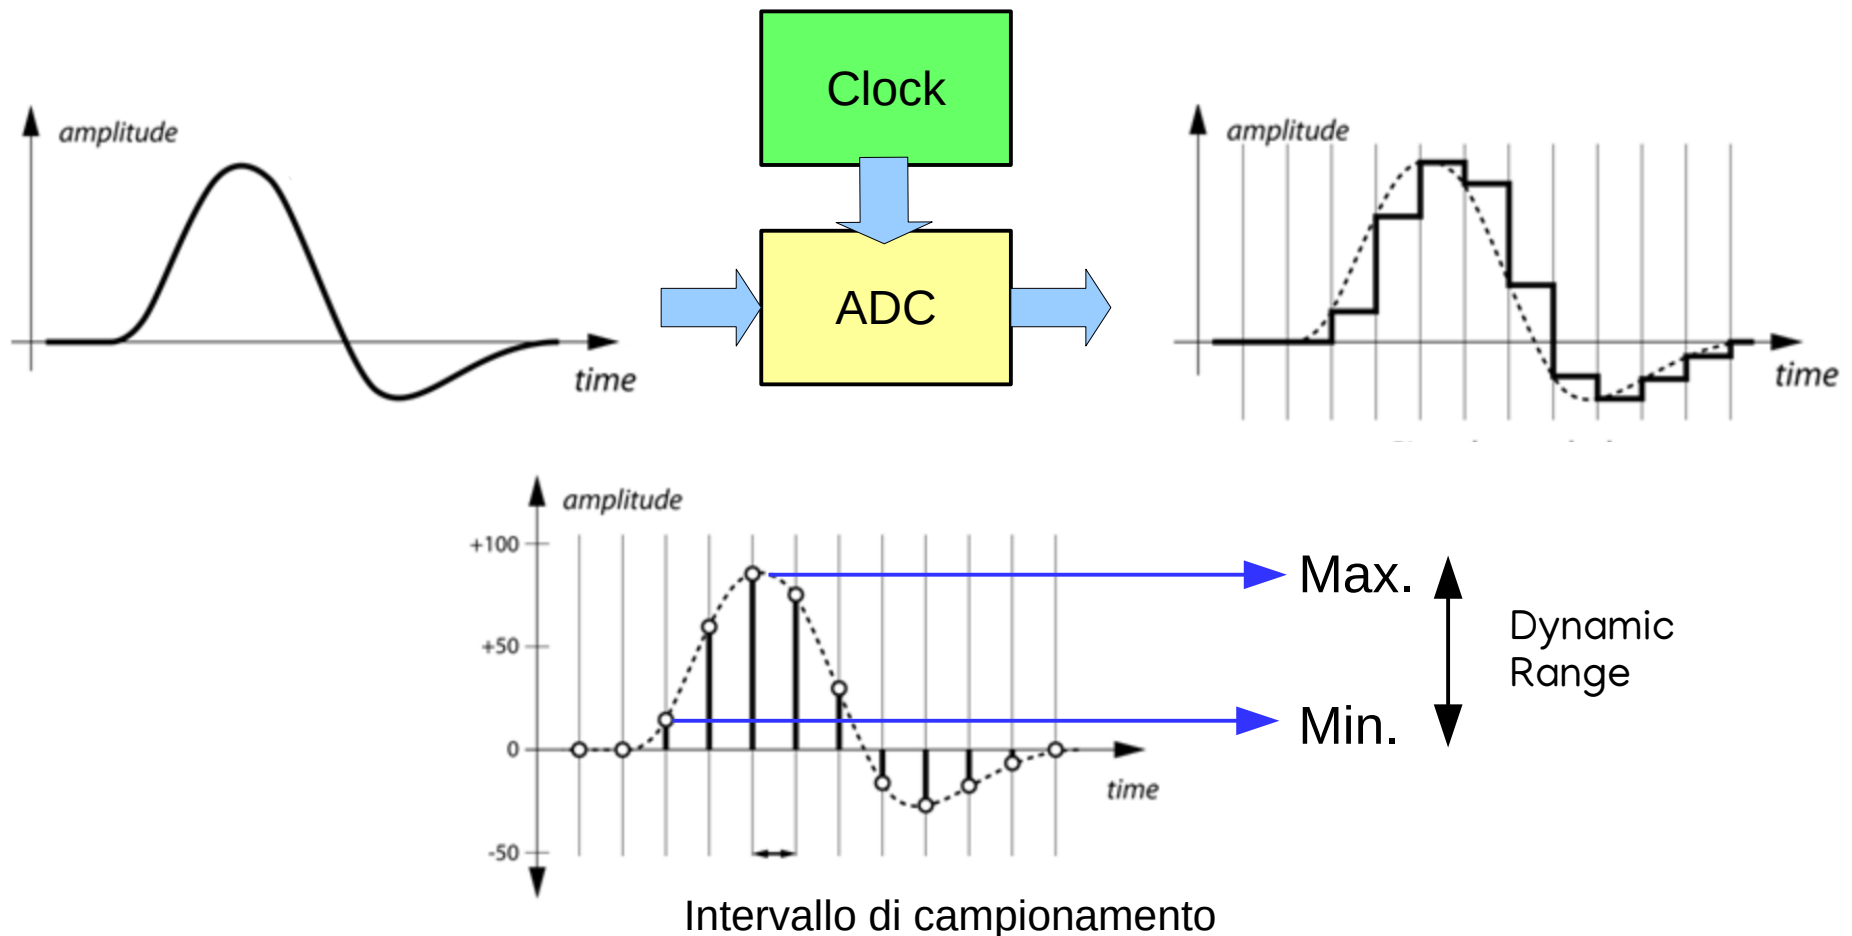 Clock
amplitude
amplitude
ADC
time
time
amplitude
+100
Max.
Dynamic
Range
+50
Min.
0
time
-50
Intervallo di campionamento